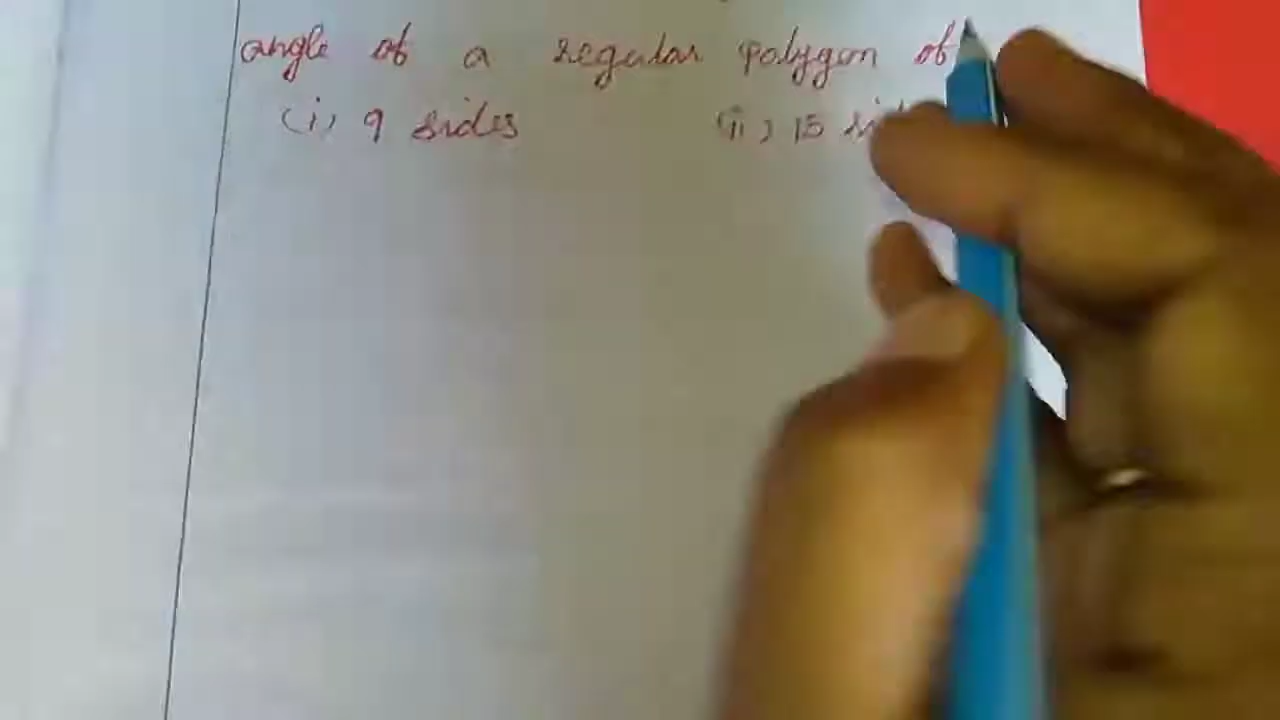 angle of a regular polygon of
(i) 9 sides (ii) 15